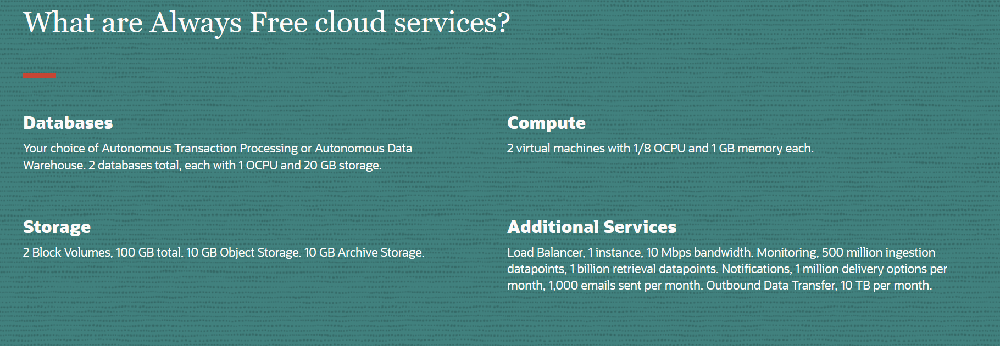 What are Always Free cloud services?
Databases
Your choice of Autonomous Transaction Processing or Autonomous Data
Warehouse. 2 databases total, each with 1 OCPU and 20 GB storage.
Compute
2 virtual machines with 1/8 OCPU and 1 GB memory each.
Storage
2 Block Volumes, 100 GB total. 10 GB Object Storage. 10 GB Archive Storage.
Additional Services
Load Balancer, 1 instance, 10 Mbps bandwidth. Monitoring, 500 million ingestion
datapoints, 1 billion retrieval datapoints. Notifications, 1 million delivery options per
month, 1,000 emails sent per month. Outbound Data Transfer, 10 TB per month.